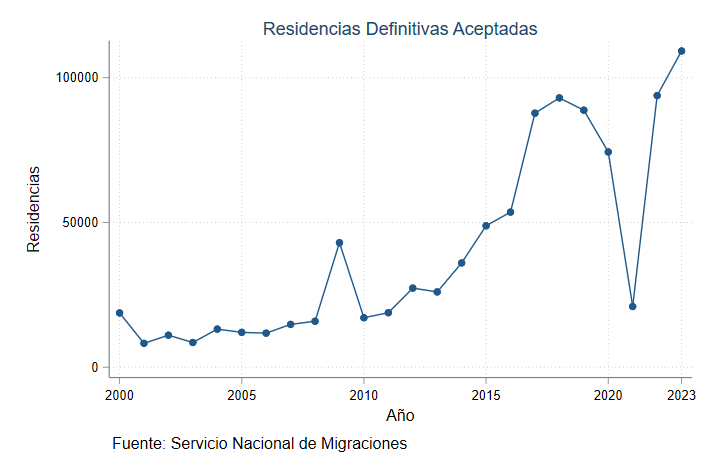 Residencias Definitivas Aceptadas
100000
50000
0
Residencias
2000 2005 2010 2015 2020 2023
Año
Fuente: Servicio Nacional de Migraciones